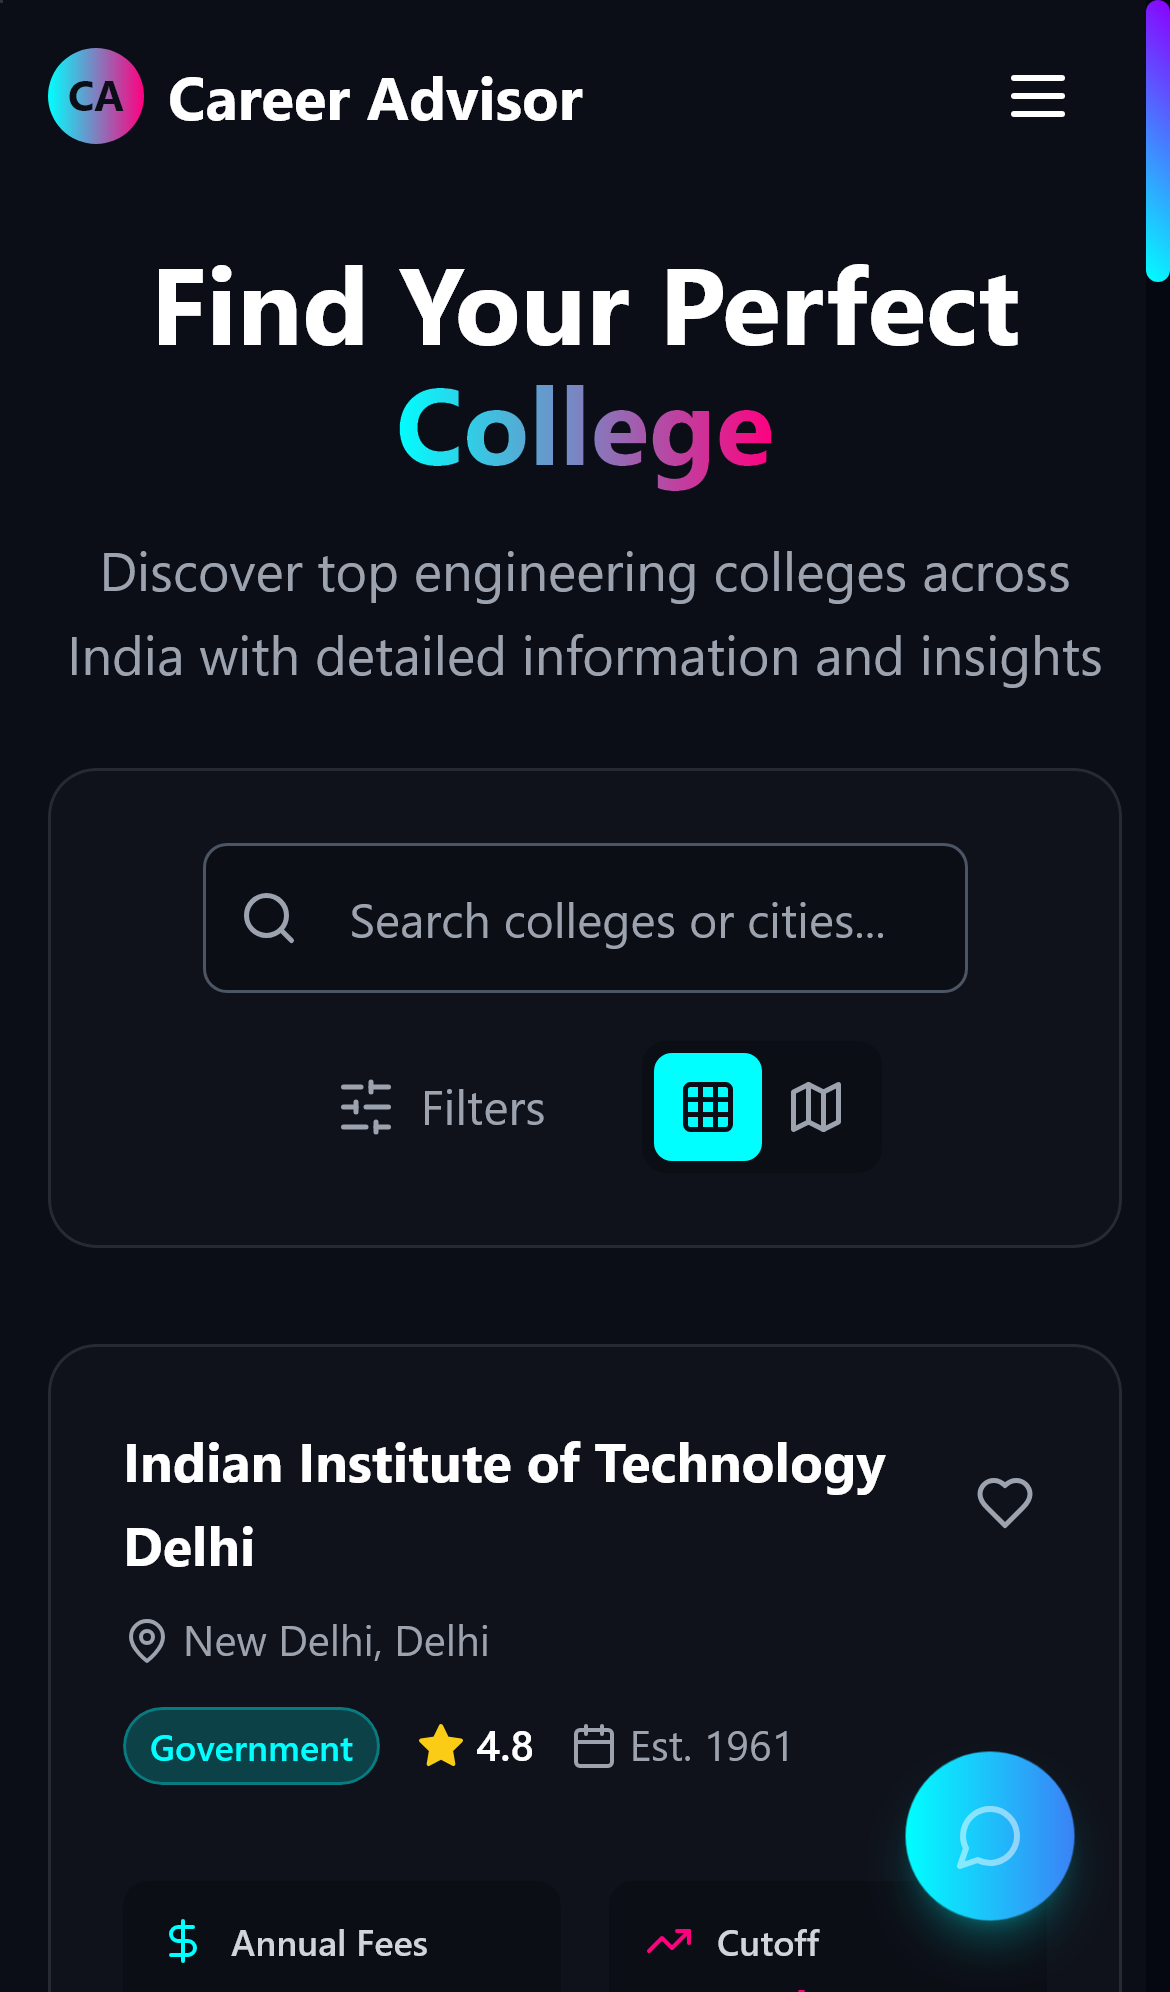 CA Career Advisor
Find Your Perfect
College
Discover top engineering colleges across
India with detailed information and insights
Search colleges or cities...
Filters
Indian Institute of Technology
Delhi
New Delhi, Delhi
Government 4.8 Est. 1961
Annual Fees Cutoff